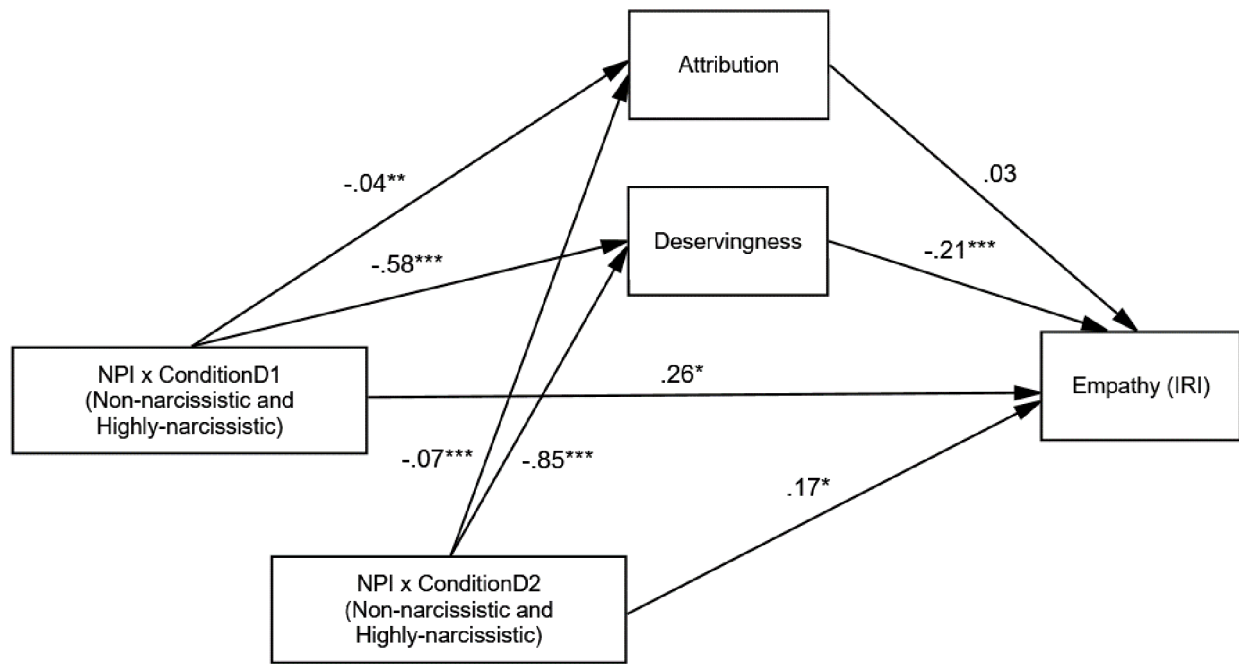 Attribution
-.04**
.03
Deservingness
-.58***
-.21***
NPI x ConditionD1
(Non-narcissistic and
Highly-narcissistic)
.26*
Empathy (IRI)
-.07***
-.85***
.17*
NPI x ConditionD2
(Non-narcissistic and
Highly-narcissistic)